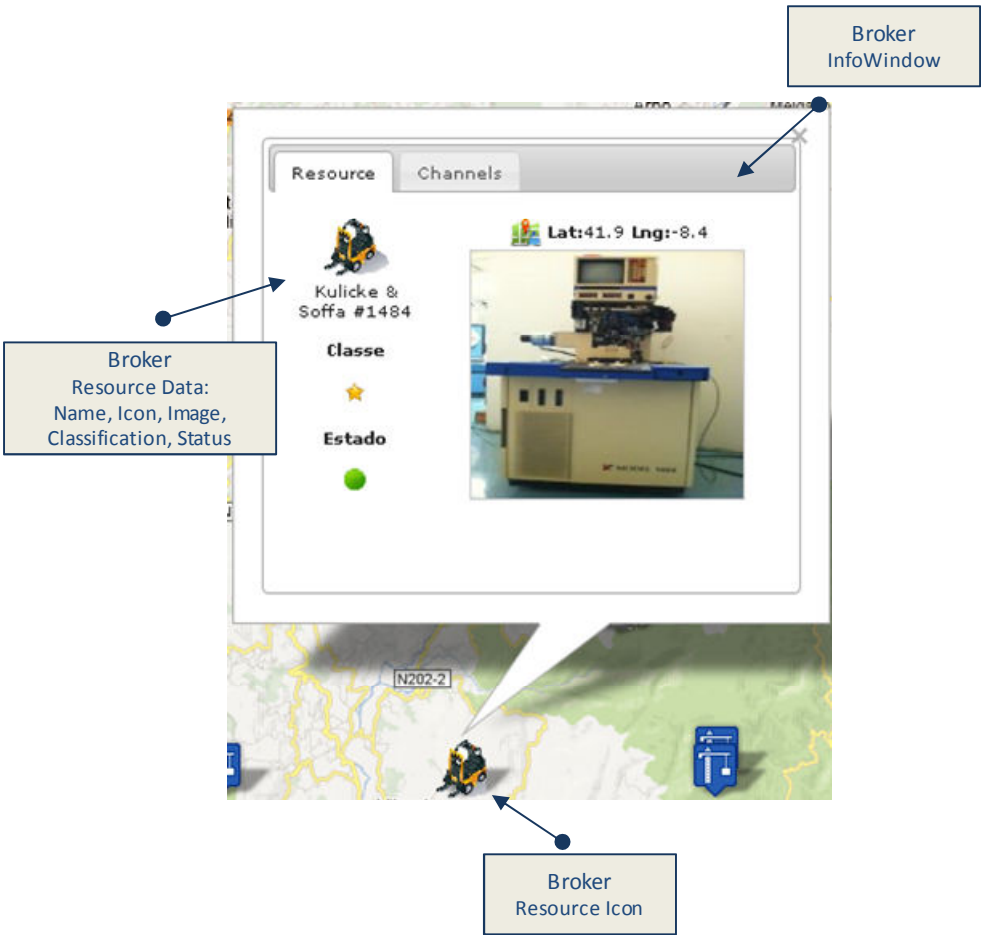 Broker
InfoWindow
Resource
Channels
Lat:41.9 Lng:-8.4
Kulicke &
Soffa #1484
Classe
Estado
Broker
Resource Data:
Name, Icon, Image,
Classification, Status
N202-2
Broker
Resource Icon